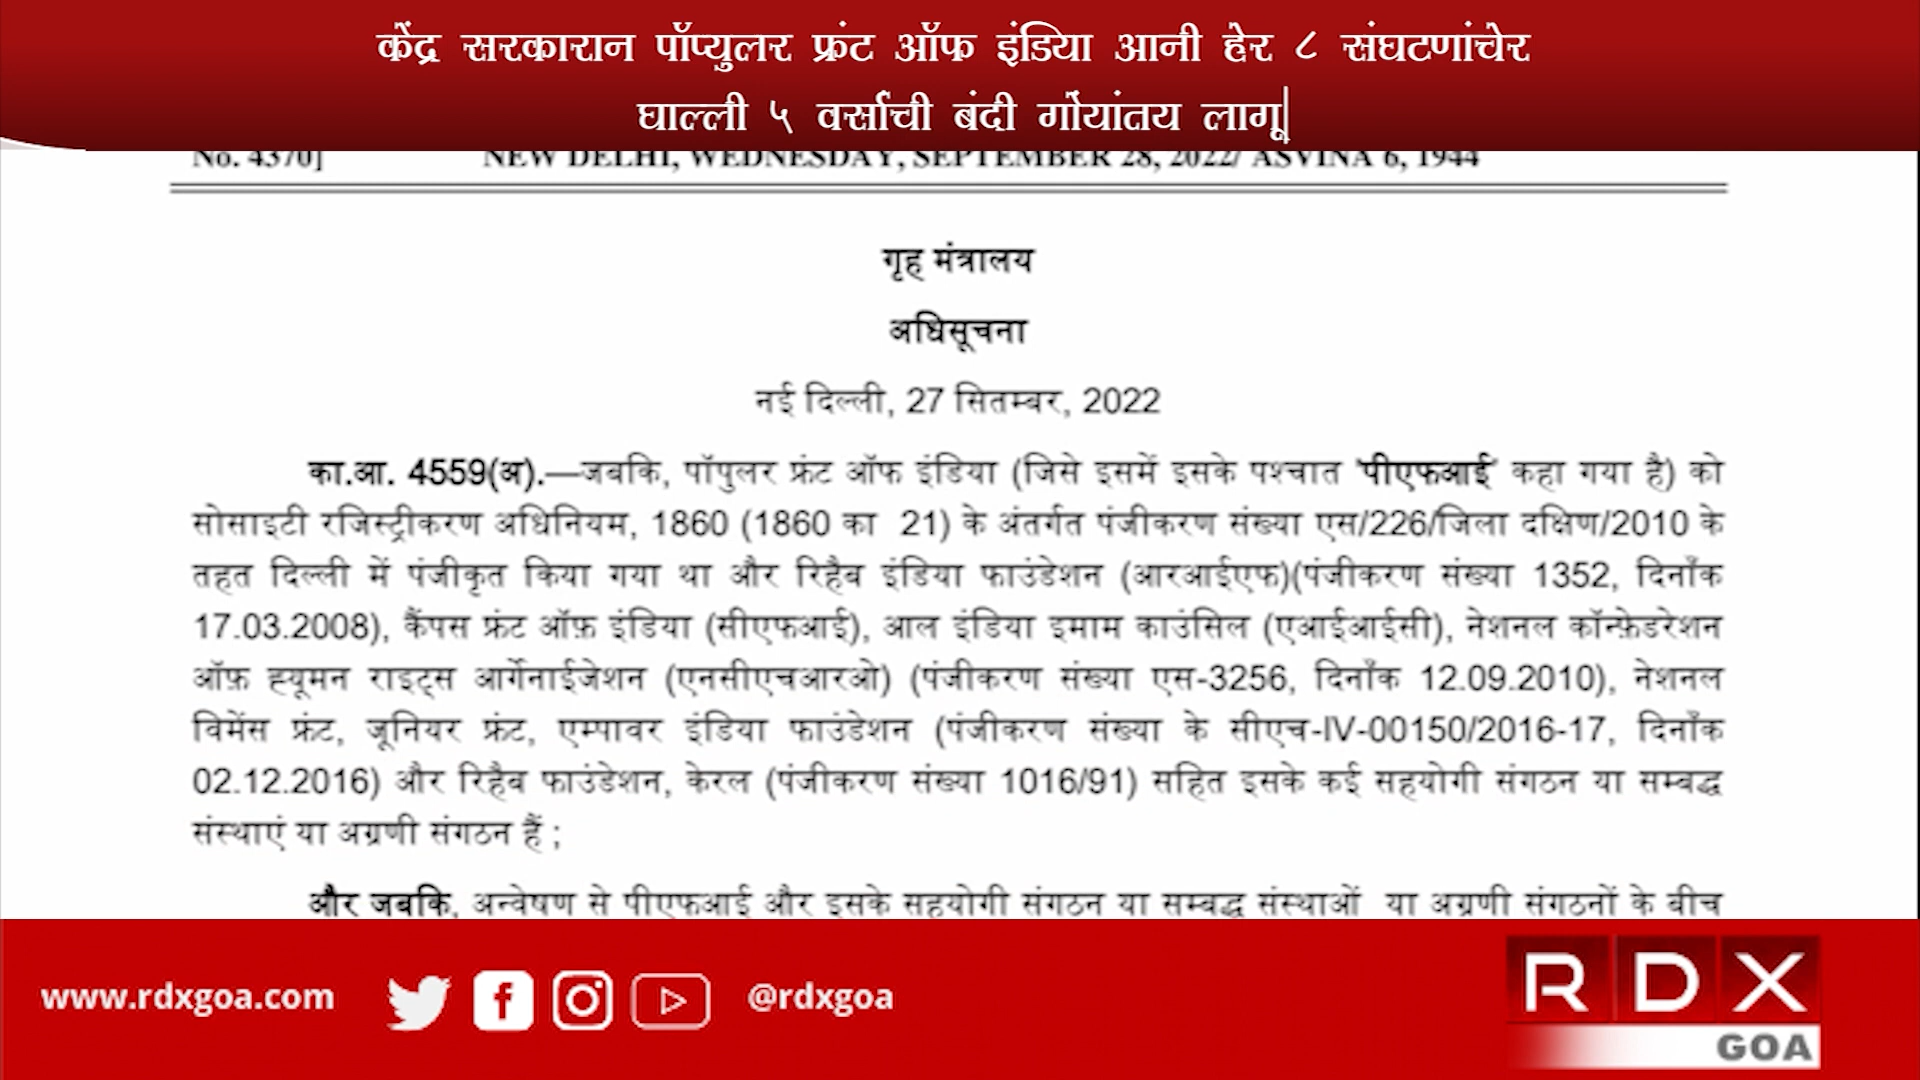 केंद्र सरकारान पॉप्युलर फ्रंट ऑफ इंडिया आनी हेर ८ संघटणांचेर
घाल्ली ५ वर्साची बंदी गोंयांतय लागू
No. 4370] NEW DELHI, WEDNESDAY, SEPTEMBER 28, 2022/ ASVINA 6, 1944
गृह मंत्रालय
अधिसूचना
नई दिल्ली, 27 सितम्बर, 2022
का.आ. 4559(अ).—जबकि, पॉपुलर फ्रंट ऑफ इंडिया (जिसे इसमें इसके पश्चात 'पीएफआई' कहा गया है) को
सोसाइटी रजिस्ट्रीकरण अधिनियम, 1860 (1860 का 21) के अंतर्गत पंजीकरण संख्या एस/226/जिला दक्षिण/2010 के
तहत दिल्ली में पंजीकृत किया गया था और रिहैब इंडिया फाउंडेशन (आरआईएफ)(पंजीकरण संख्या 1352, दिनाँक
17.03.2008), कैंपस फ्रंट ऑफ़ इंडिया (सीएफआई), आल इंडिया इमाम काउंसिल (एआईआईसी), नेशनल कॉन्फ़ेडरेशन
ऑफ़ ह्यूमन राइट्स आर्गेनाईजेशन (एनसीएचआरओ) (पंजीकरण संख्या एस-3256, दिनाँक 12.09.2010), नेशनल
विमेंस फ्रंट, जूनियर फ्रंट, एम्पावर इंडिया फाउंडेशन (पंजीकरण संख्या के सीएच-IV-00150/2016-17, दिनाँक
02.12.2016) और रिहैब फाउंडेशन, केरल (पंजीकरण संख्या 1016/91) सहित इसके कई सहयोगी संगठन या सम्बद्ध
संस्थाएं या अग्रणी संगठन हैं ;
और जबकि, अन्वेषण से पीएफआई और इसके सहयोगी संगठन या सम्बद्ध संस्थाओं या अग्रणी संगठनों के बीच
www.rdxgoa.com @rdxgoa
RDX
GOA